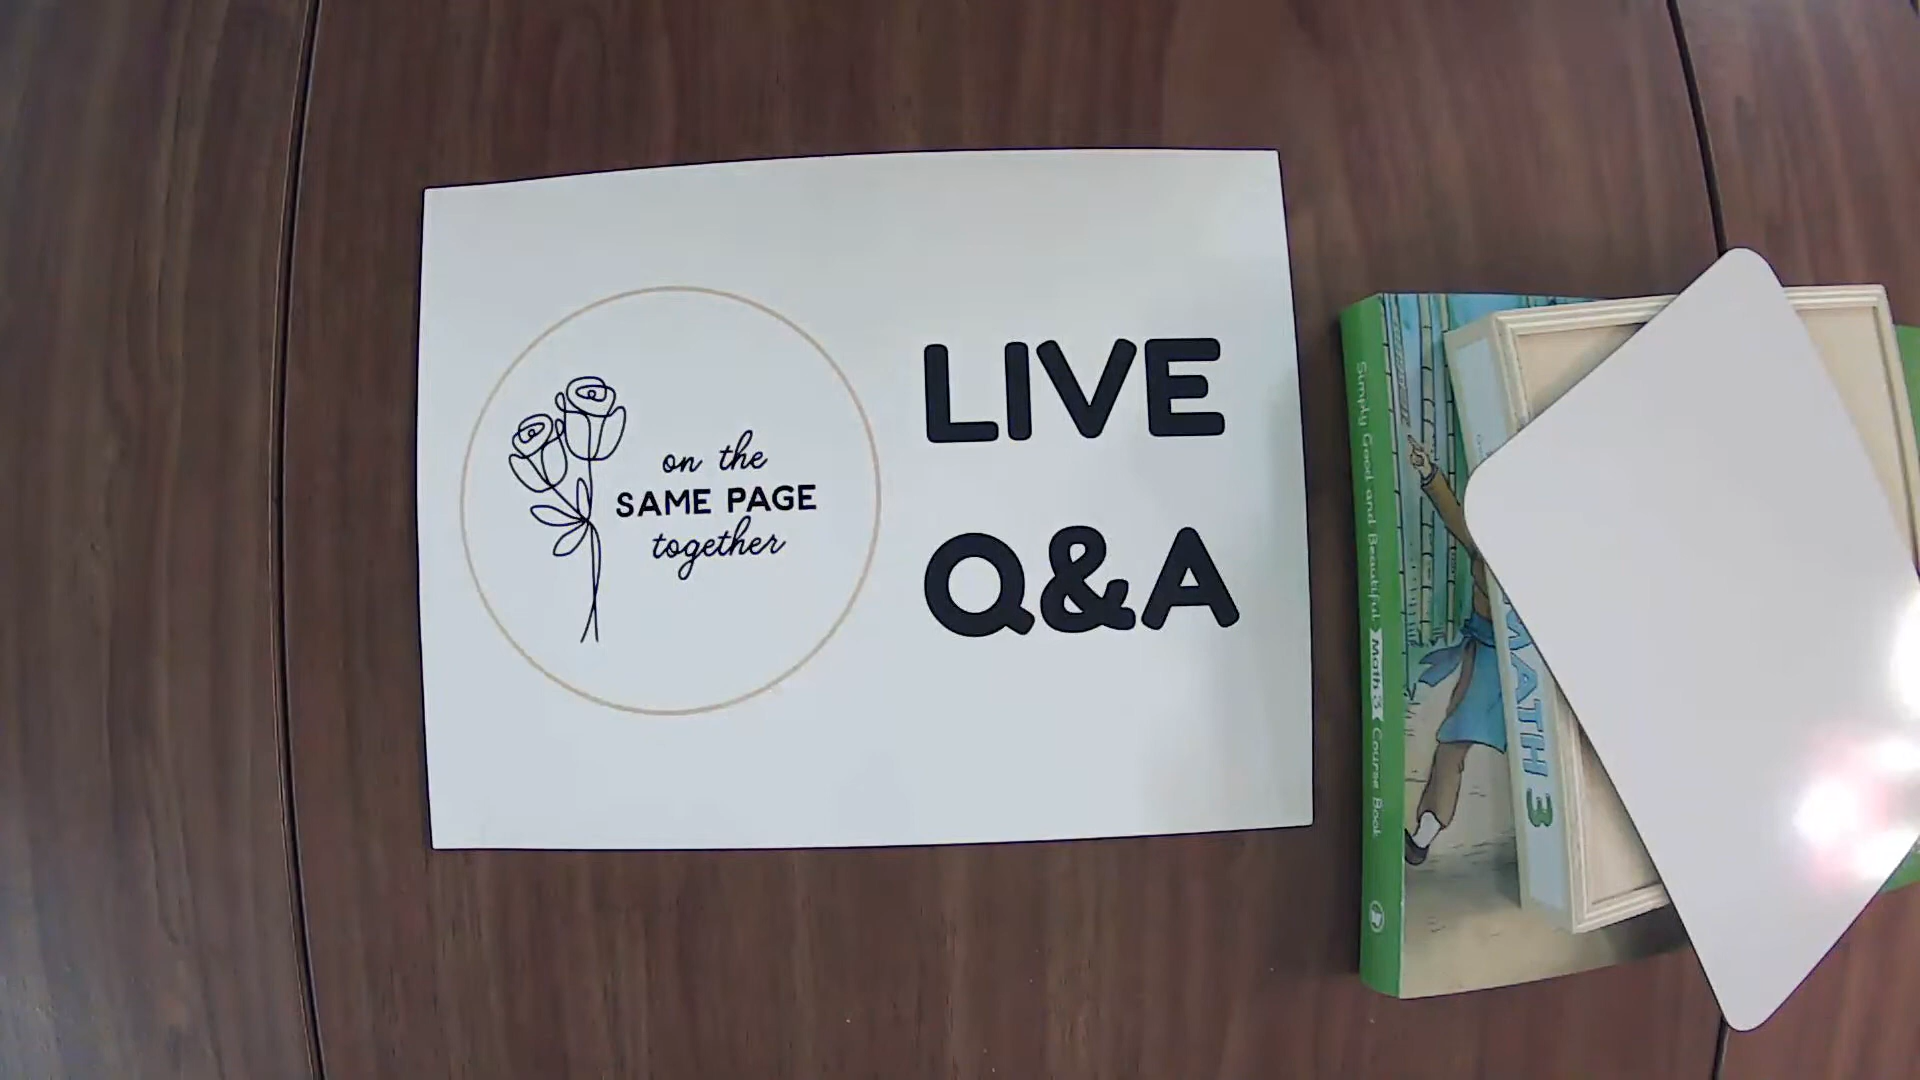 on the
SAME PAGE
together
LIVE
Q&A
Simply Good and Beautiful Math 3 Course Book
MATH 3